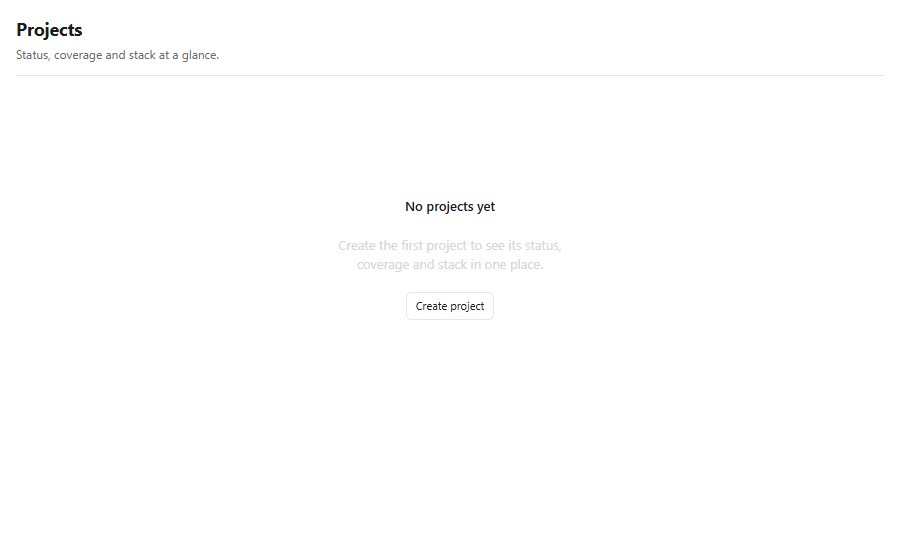 Projects
Status, coverage and stack at a glance.
No projects yet
Create the first project to see its status,
coverage and stack in one place.
Create project